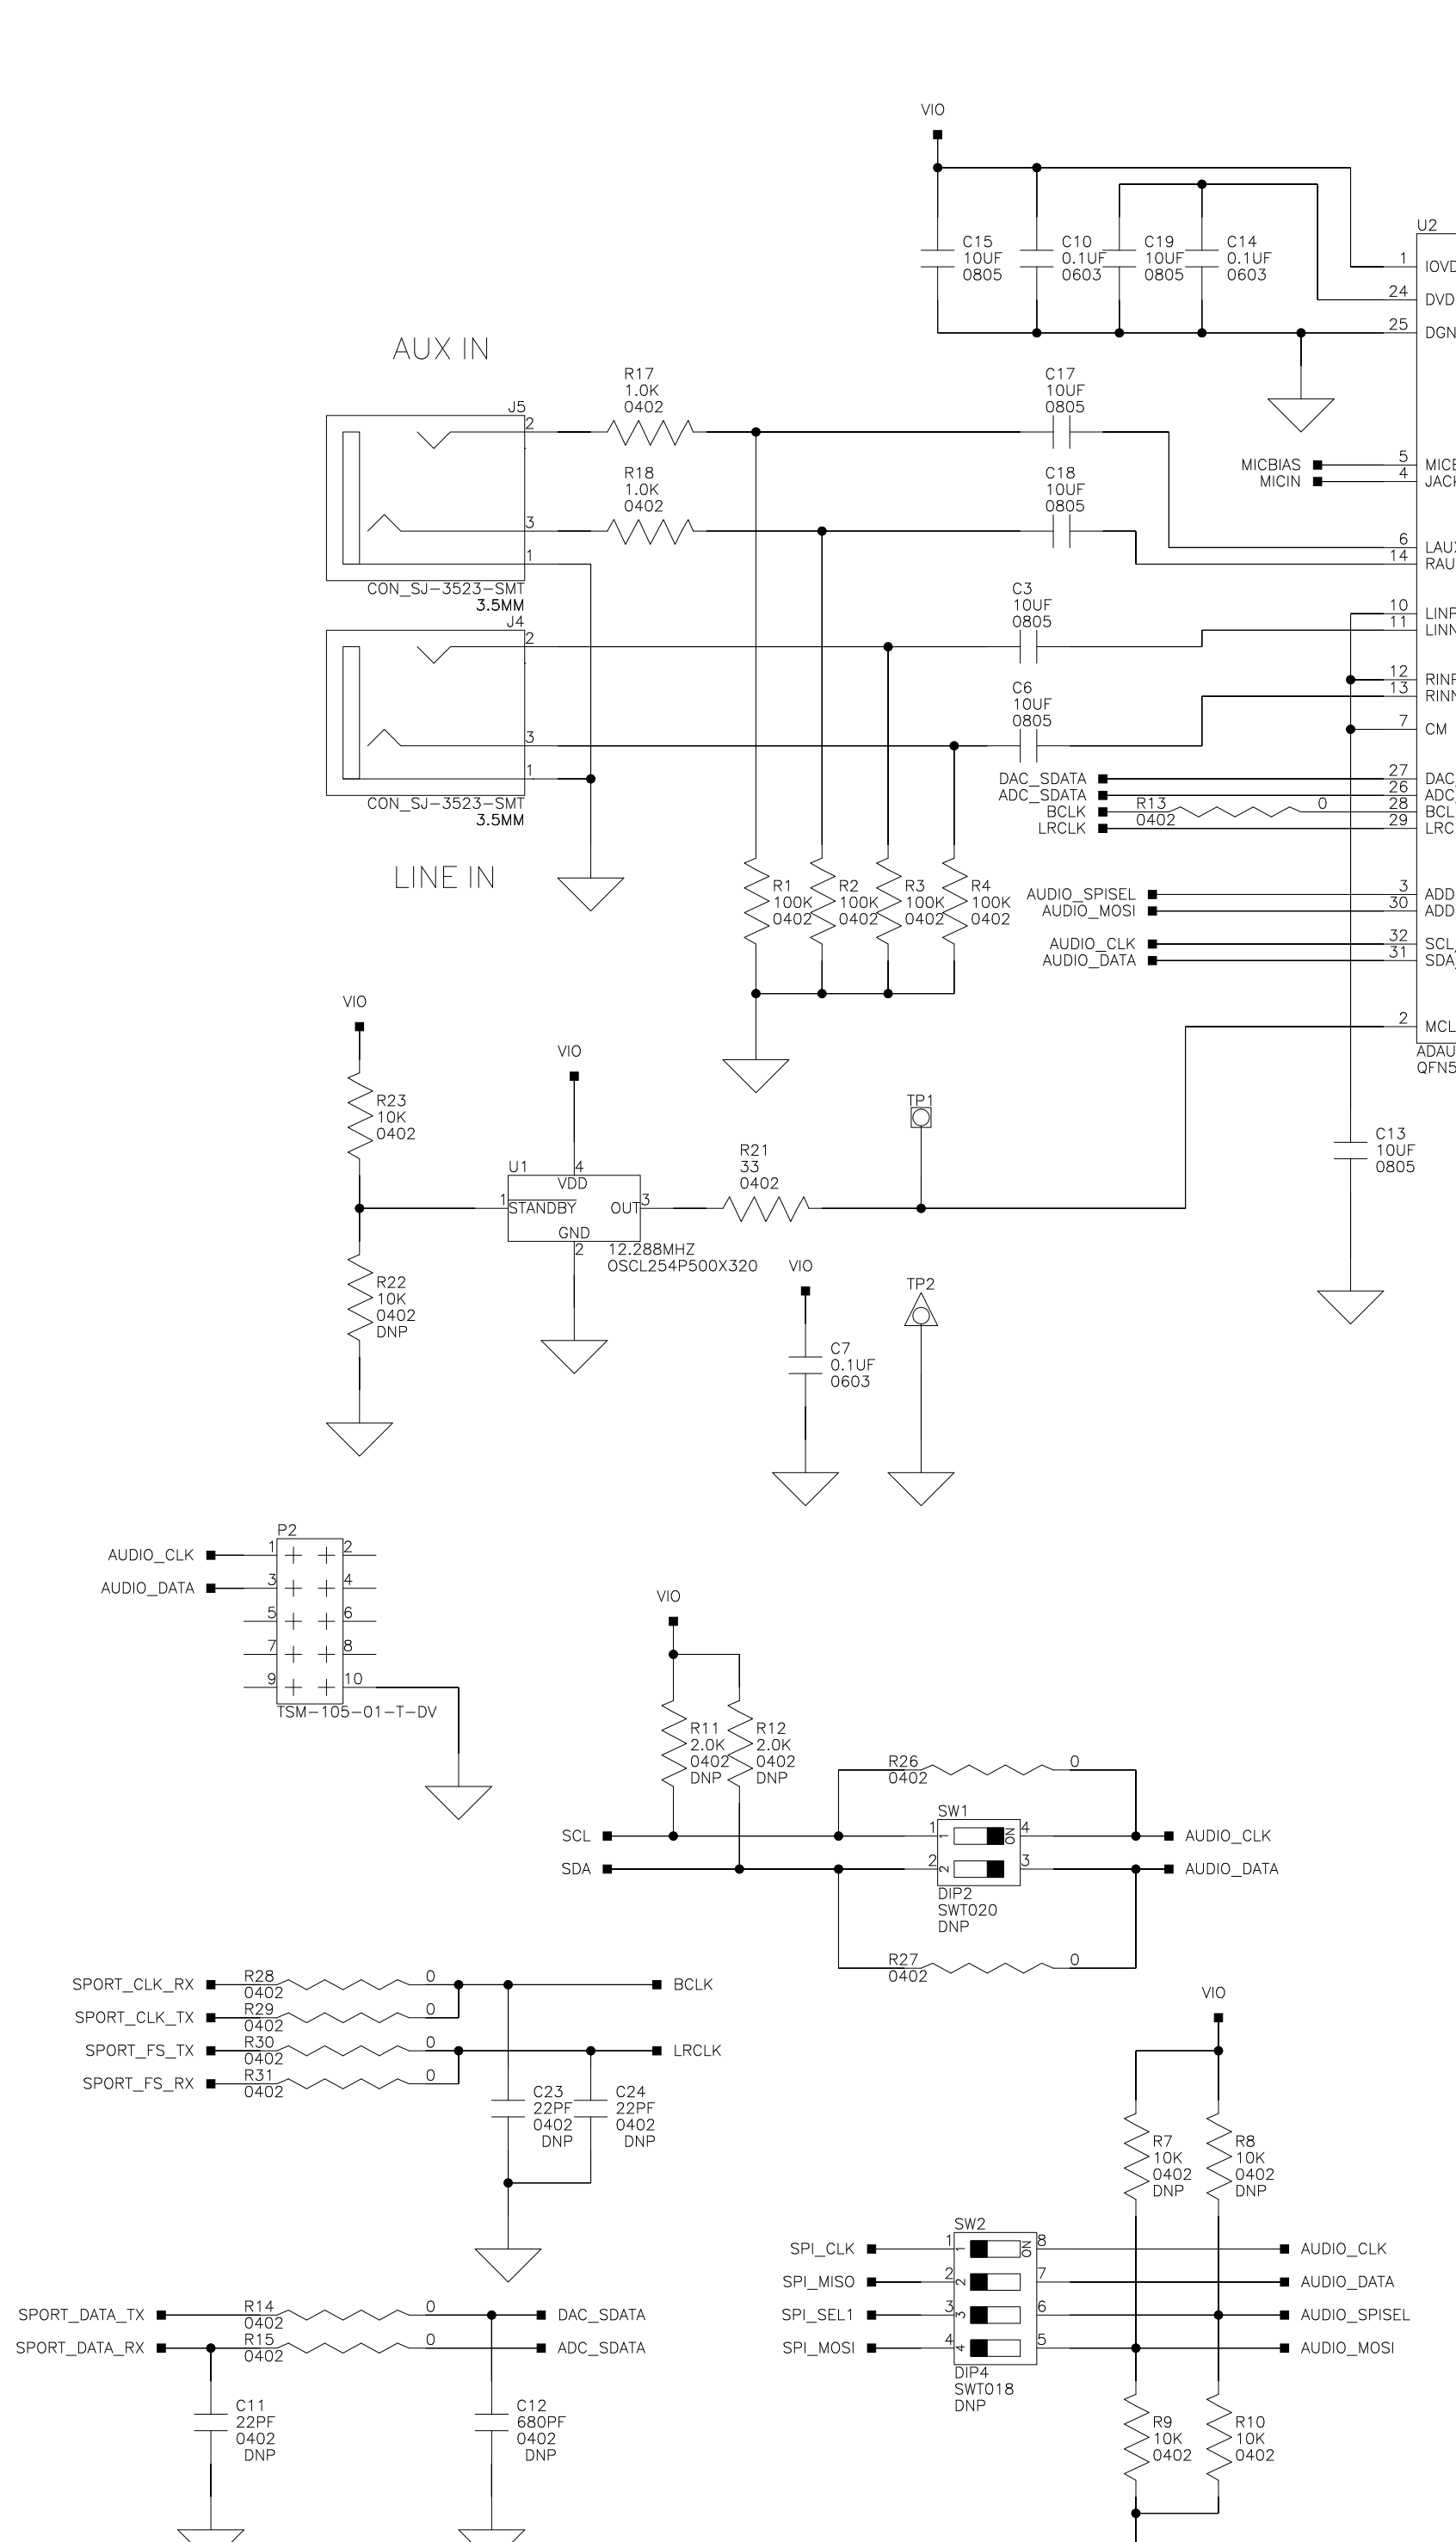 VIO
U2
C15
10UF
0805
C10
0.1UF
0603
C19
10UF
0805
C14
0.1UF
0603
1
IOVD
24
DVD
25
DGN
AUX IN
J5
2
3
1
CON_SJ-3523-SMT
3.5MM
R17
1.0K
0402
R18
1.0K
0402
C17
10UF
0805
C18
10UF
0805
MICBIAS
5
MICIN
4
6
14
RAU
J4
2
3
1
CON_SJ-3523-SMT
3.5MM
LINE IN
C3
10UF
0805
C6
10UF
0805
10
11
12
13
7
CM
DAC_SDATA
27
DAC
ADC_SDATA
26
ADC
BCLK
R13
0402
0
28
BCL
LRCLK
29
LRC
R1
100K
0402
R2
100K
0402
R3
100K
0402
R4
100K
0402
AUDIO_SPISEL
3
ADD
AUDIO_MOSI
30
ADD
AUDIO_CLK
32
SCL
AUDIO_DATA
31
SDA
2
MCL
ADAU
QFN5
VIO
R23
10K
0402
R22
10K
0402
DNP
VIO
U1
4
VDD
1
STANDBY
OUT
3
GND
2
12.288MHZ
OSCL254P500X320
R21
33
0402
TP1
VIO
C7
0.1UF
0603
TP2
C13
10UF
0805
P2
AUDIO_CLK
1
2
AUDIO_DATA
3
4
5
6
7
8
9
10
TSM-105-01-T-DV
VIO
R11
2.0K
0402
DNP
R12
2.0K
0402
DNP
R26
0402
0
SW1
SCL
1
1
ON
4
AUDIO_CLK
SDA
2
2
3
AUDIO_DATA
DIP2
SWT020
DNP
R27
0402
0
SPORT_CLK_RX
R28
0402
0
BCLK
SPORT_CLK_TX
R29
0402
0
SPORT_FS_TX
R30
0402
0
LRCLK
SPORT_FS_RX
R31
0402
0
C23
22PF
0402
DNP
C24
22PF
0402
DNP
VIO
R7
10K
0402
DNP
R8
10K
0402
DNP
SW2
SPI_CLK
1
1
ON
8
AUDIO_CLK
SPI_MISO
2
2
7
AUDIO_DATA
SPI_SEL1
3
3
6
AUDIO_SPISEL
SPI_MOSI
4
4
5
AUDIO_MOSI
DIP4
SWT018
DNP
SPORT_DATA_TX
R14
0402
0
DAC_SDATA
SPORT_DATA_RX
R15
0402
0
ADC_SDATA
C11
22PF
0402
DNP
C12
680PF
0402
DNP
R9
10K
0402
R10
10K
0402